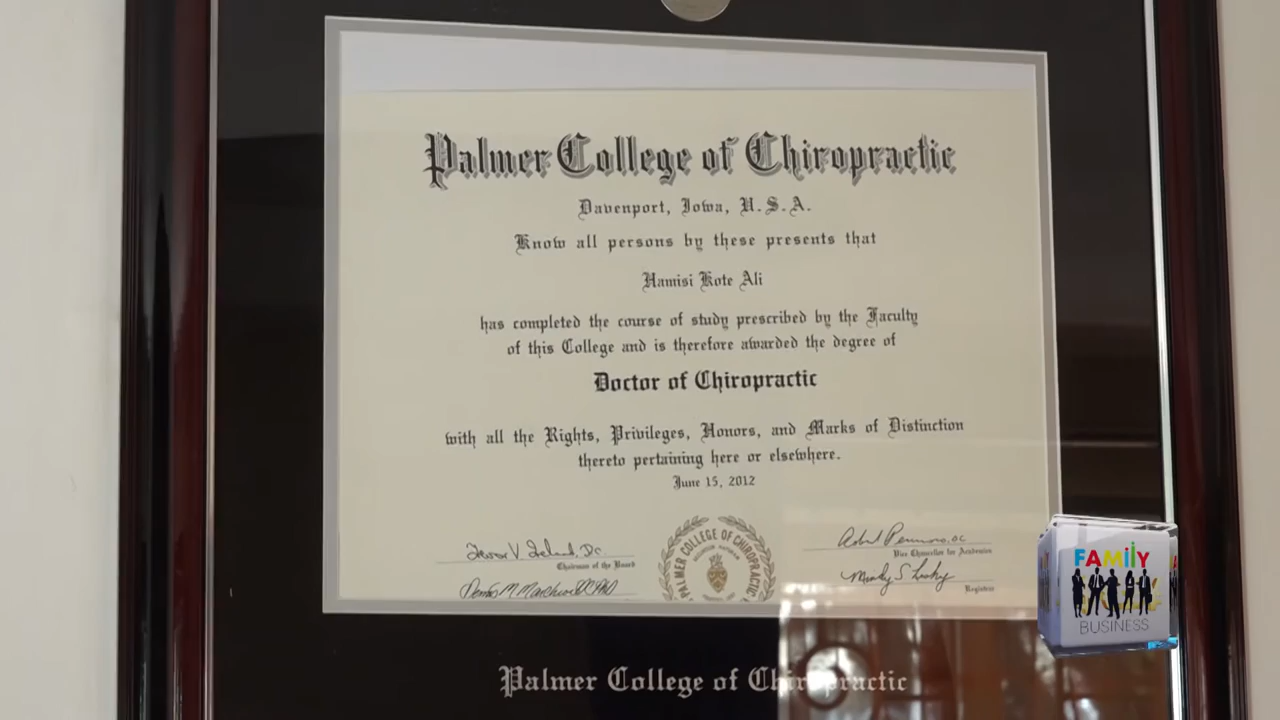 Palmer College of Chiropractic
Davenport, Iowa, U.S.A.
Know all persons by these presents that
Hamisi Kote Ali
has completed the course of study prescribed by the Faculty
of this College and is therefore awarded the degree of
Doctor of Chiropractic
with all the Rights, Privileges, Honors, and Marks of Distinction
thereto pertaining here or elsewhere.
June 15, 2012
Chairman of the Board
PALMER COLLEGE OF CHIROPRACTIC
Vice Chancellor for Academics
Registrar
FAMIlY
BUSINESS
Palmer College of Chiropractic